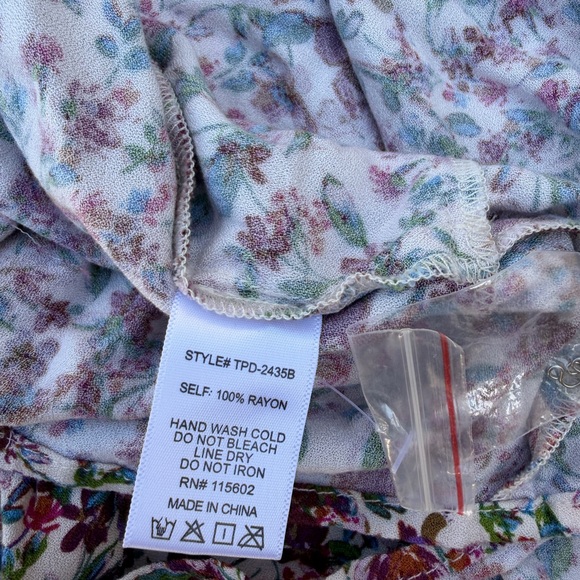 STYLE# TPD-2435B
SELF: 100% RAYON
HAND WASH COLD
DO NOT BLEACH
LINE DRY
DO NOT IRON
RN# 115602
MADE IN CHINA